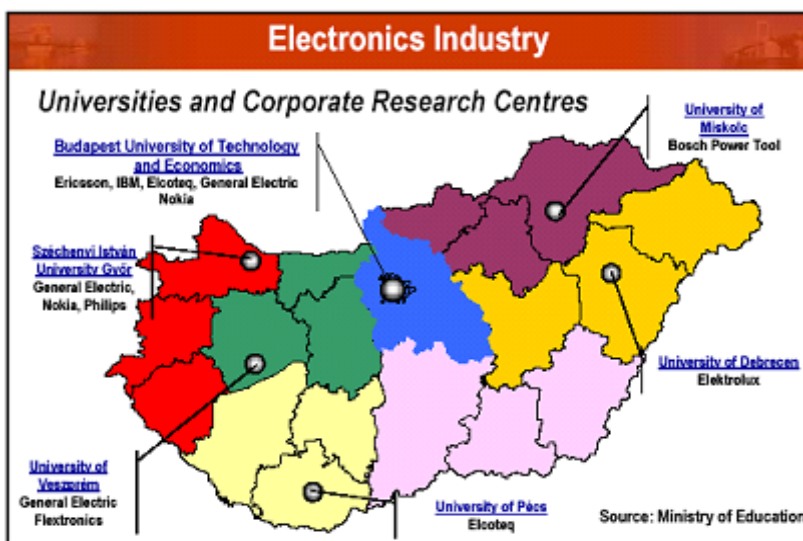 Electronics Industry
Universities and Corporate Research Centres
Budapest University of Technology
and Economics
Ericsson, IBM, Elcoteq, General Electric
Nokia
University of
Miskolc
Bosch Power Tool
Széchenyi István
University Győr
General Electric,
Nokia, Philips
University of Debrecen
Elektrolux
University of
Veszprém
General Electric
Flextronics
University of Pécs
Elcoteq
Source: Ministry of Education